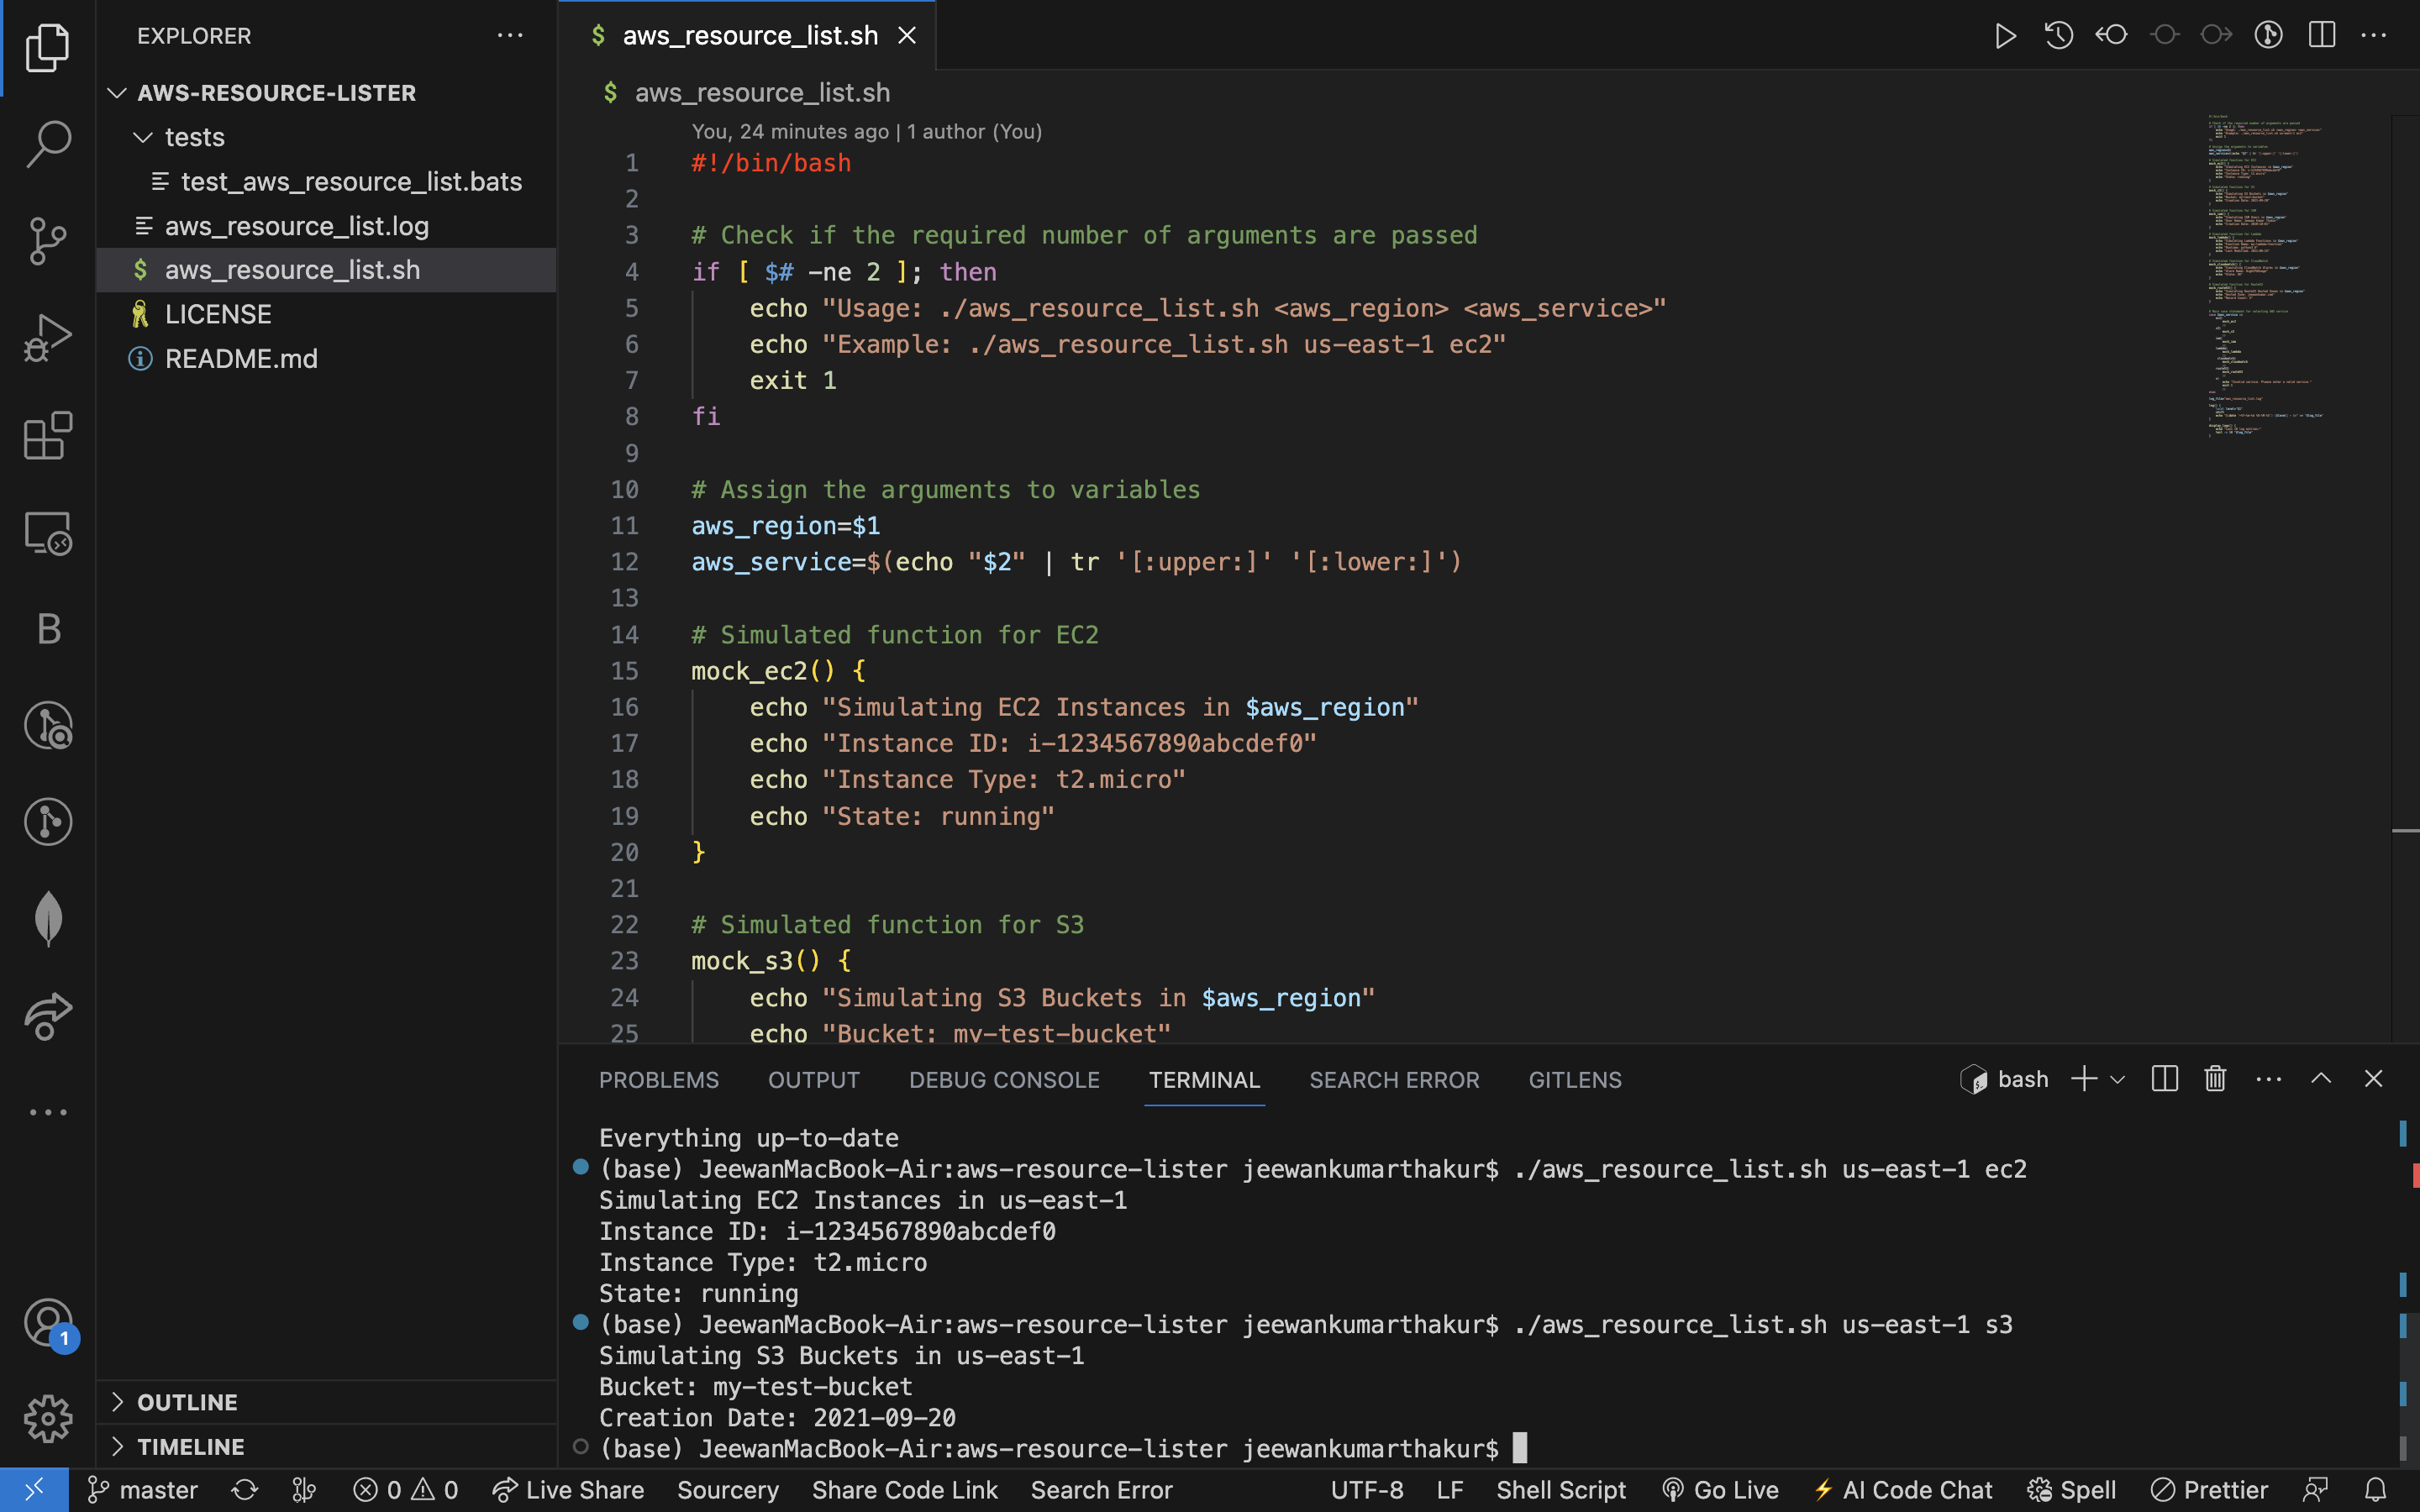 EXPLORER
AWS-RESOURCE-LISTER
tests
test_aws_resource_list.bats
aws_resource_list.log
aws_resource_list.sh
LICENSE
README.md
OUTLINE
TIMELINE
B
1
aws_resource_list.sh
aws_resource_list.sh
You, 24 minutes ago | 1 author (You)
1 #!/bin/bash
2
3 # Check if the required number of arguments are passed
4 if [ $# -ne 2 ]; then
5     echo "Usage: ./aws_resource_list.sh <aws_region> <aws_service>"
6     echo "Example: ./aws_resource_list.sh us-east-1 ec2"
7     exit 1
8 fi
9
10 # Assign the arguments to variables
11 aws_region=$1
12 aws_service=$(echo "$2" | tr '[:upper:]' '[:lower:]')
13
14 # Simulated function for EC2
15 mock_ec2() {
16     echo "Simulating EC2 Instances in $aws_region"
17     echo "Instance ID: i-1234567890abcdef0"
18     echo "Instance Type: t2.micro"
19     echo "State: running"
20 }
21
22 # Simulated function for S3
23 mock_s3() {
24     echo "Simulating S3 Buckets in $aws_region"
25     echo "Bucket: my-test-bucket"
PROBLEMS OUTPUT DEBUG CONSOLE TERMINAL SEARCH ERROR GITLENS
bash
Everything up-to-date
(base) JeewanMacBook-Air:aws-resource-lister jeewankumarthakur$ ./aws_resource_list.sh us-east-1 ec2
Simulating EC2 Instances in us-east-1
Instance ID: i-1234567890abcdef0
Instance Type: t2.micro
State: running
(base) JeewanMacBook-Air:aws-resource-lister jeewankumarthakur$ ./aws_resource_list.sh us-east-1 s3
Simulating S3 Buckets in us-east-1
Bucket: my-test-bucket
Creation Date: 2021-09-20
(base) JeewanMacBook-Air:aws-resource-lister jeewankumarthakur$
master 0 0 Live Share Sourcery Share Code Link Search Error UTF-8 LF Shell Script Go Live AI Code Chat Spell Prettier